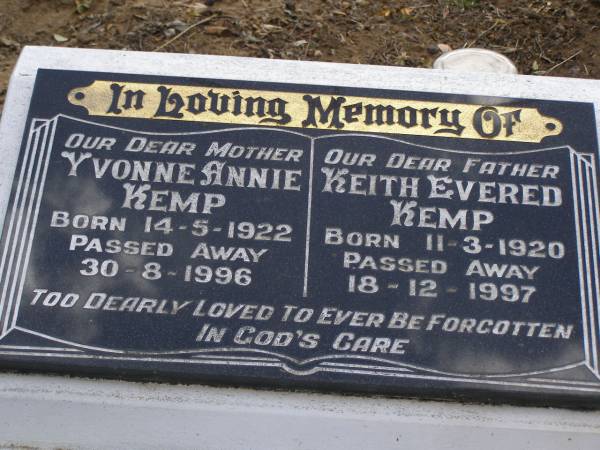 In Loving Memory Of
Our Dear Mother
Yvonne Annie
Kemp
Born 14-5-1922
Passed Away
30-8-1996
Our Dear Father
Keith Evered
Kemp
Born 11-3-1920
Passed Away
18-12-1997
Too Dearly Loved To Ever Be Forgotten
In God's Care